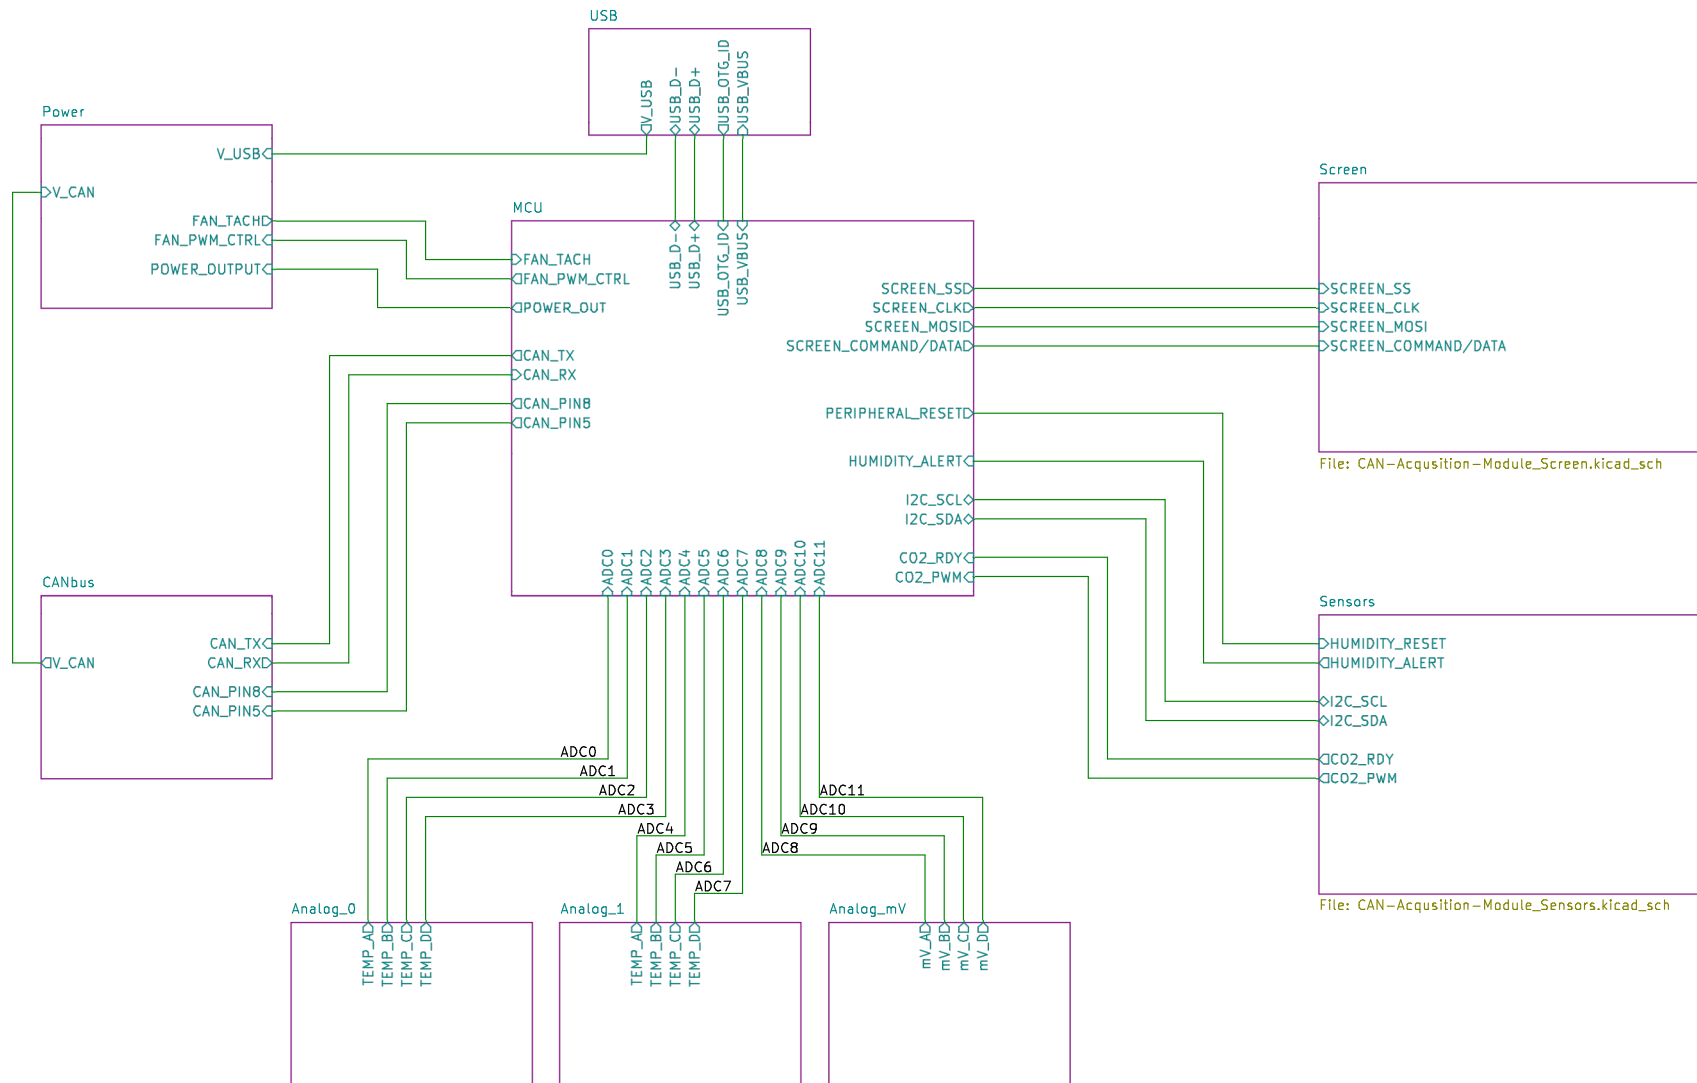 USB
V_USB
USB_D-
USB_D+
USB_OTG_ID
USB_VBUS
Power
V_USB
V_CAN
FAN_TACH
FAN_PWM_CTRL
POWER_OUTPUT
MCU
USB_D-
USB_D+
USB_OTG_ID
USB_VBUS
FAN_TACH
FAN_PWM_CTRL
POWER_OUT
CAN_TX
CAN_RX
CAN_PIN8
CAN_PIN5
SCREEN_SS
SCREEN_CLK
SCREEN_MOSI
SCREEN_COMMAND/DATA
PERIPHERAL_RESET
HUMIDITY_ALERT
I2C_SCL
I2C_SDA
CO2_RDY
CO2_PWM
ADC0
ADC1
ADC2
ADC3
ADC4
ADC5
ADC6
ADC7
ADC8
ADC9
ADC10
ADC11
Screen
SCREEN_SS
SCREEN_CLK
SCREEN_MOSI
SCREEN_COMMAND/DATA
File: CAN-Acqusition-Module_Screen.kicad_sch
CANbus
CAN_TX
V_CAN
CAN_RX
CAN_PIN8
CAN_PIN5
Sensors
HUMIDITY_RESET
HUMIDITY_ALERT
I2C_SCL
I2C_SDA
CO2_RDY
CO2_PWM
File: CAN-Acqusition-Module_Sensors.kicad_sch
ADC0
ADC1
ADC2
ADC3
ADC4
ADC5
ADC6
ADC7
ADC11
ADC10
ADC9
ADC8
Analog_0
TEMP_A
TEMP_B
TEMP_C
TEMP_D
Analog_1
TEMP_A
TEMP_B
TEMP_C
TEMP_D
Analog_mV
mV_A
mV_B
mV_C
mV_D